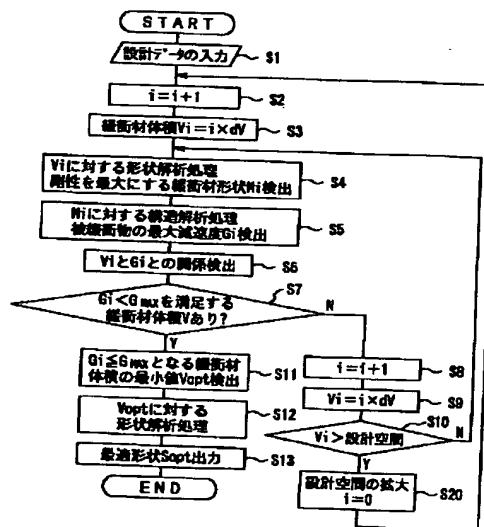 START
設計データの入力
S1
i=i+1
S2
緩衝材体積Vi=i×dV
S3
Viに対する形状解析処理
剛性を最大にする緩衝材形状Mi検出
S4
Miに対する構造解析処理
被緩衝物の最大減速度Gi検出
S5
ViとGiとの関係検出
S6
Gi<Gmaxを満足する
緩衝材体積Vあり?
S7
N
Y
Gi≦Gmaxとなる緩衝材
体積の最小値Vopt検出
S11
Voptに対する
形状解析処理
S12
最適形状Sopt出力
S13
END
i=i+1
S8
Vi=i×dV
S9
Vi>設計空間
S10
N
Y
設計空間の拡大
i=0
S20